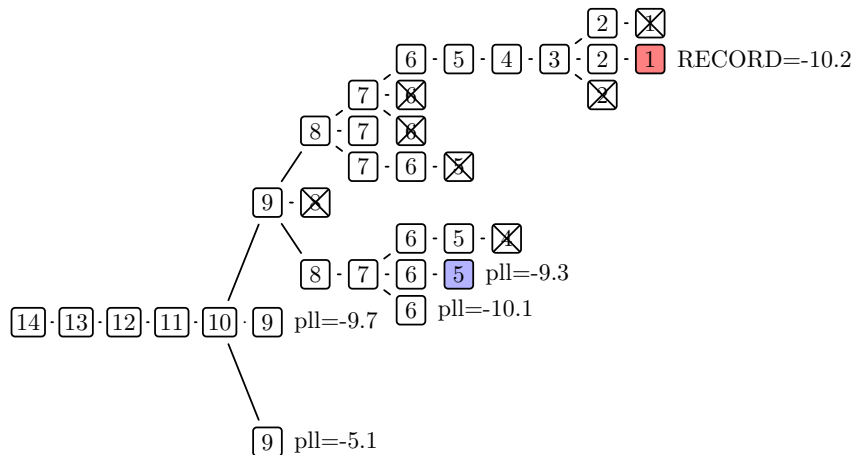 2 1
6 5 4 3 2 1 RECORD=-10.2
7 6 2
8 7 6
7 6 5
9 8
6 5 4
8 7 6 5 pll=-9.3
6 pll=-10.1
14 13 12 11 10 9 pll=-9.7
9 pll=-5.1